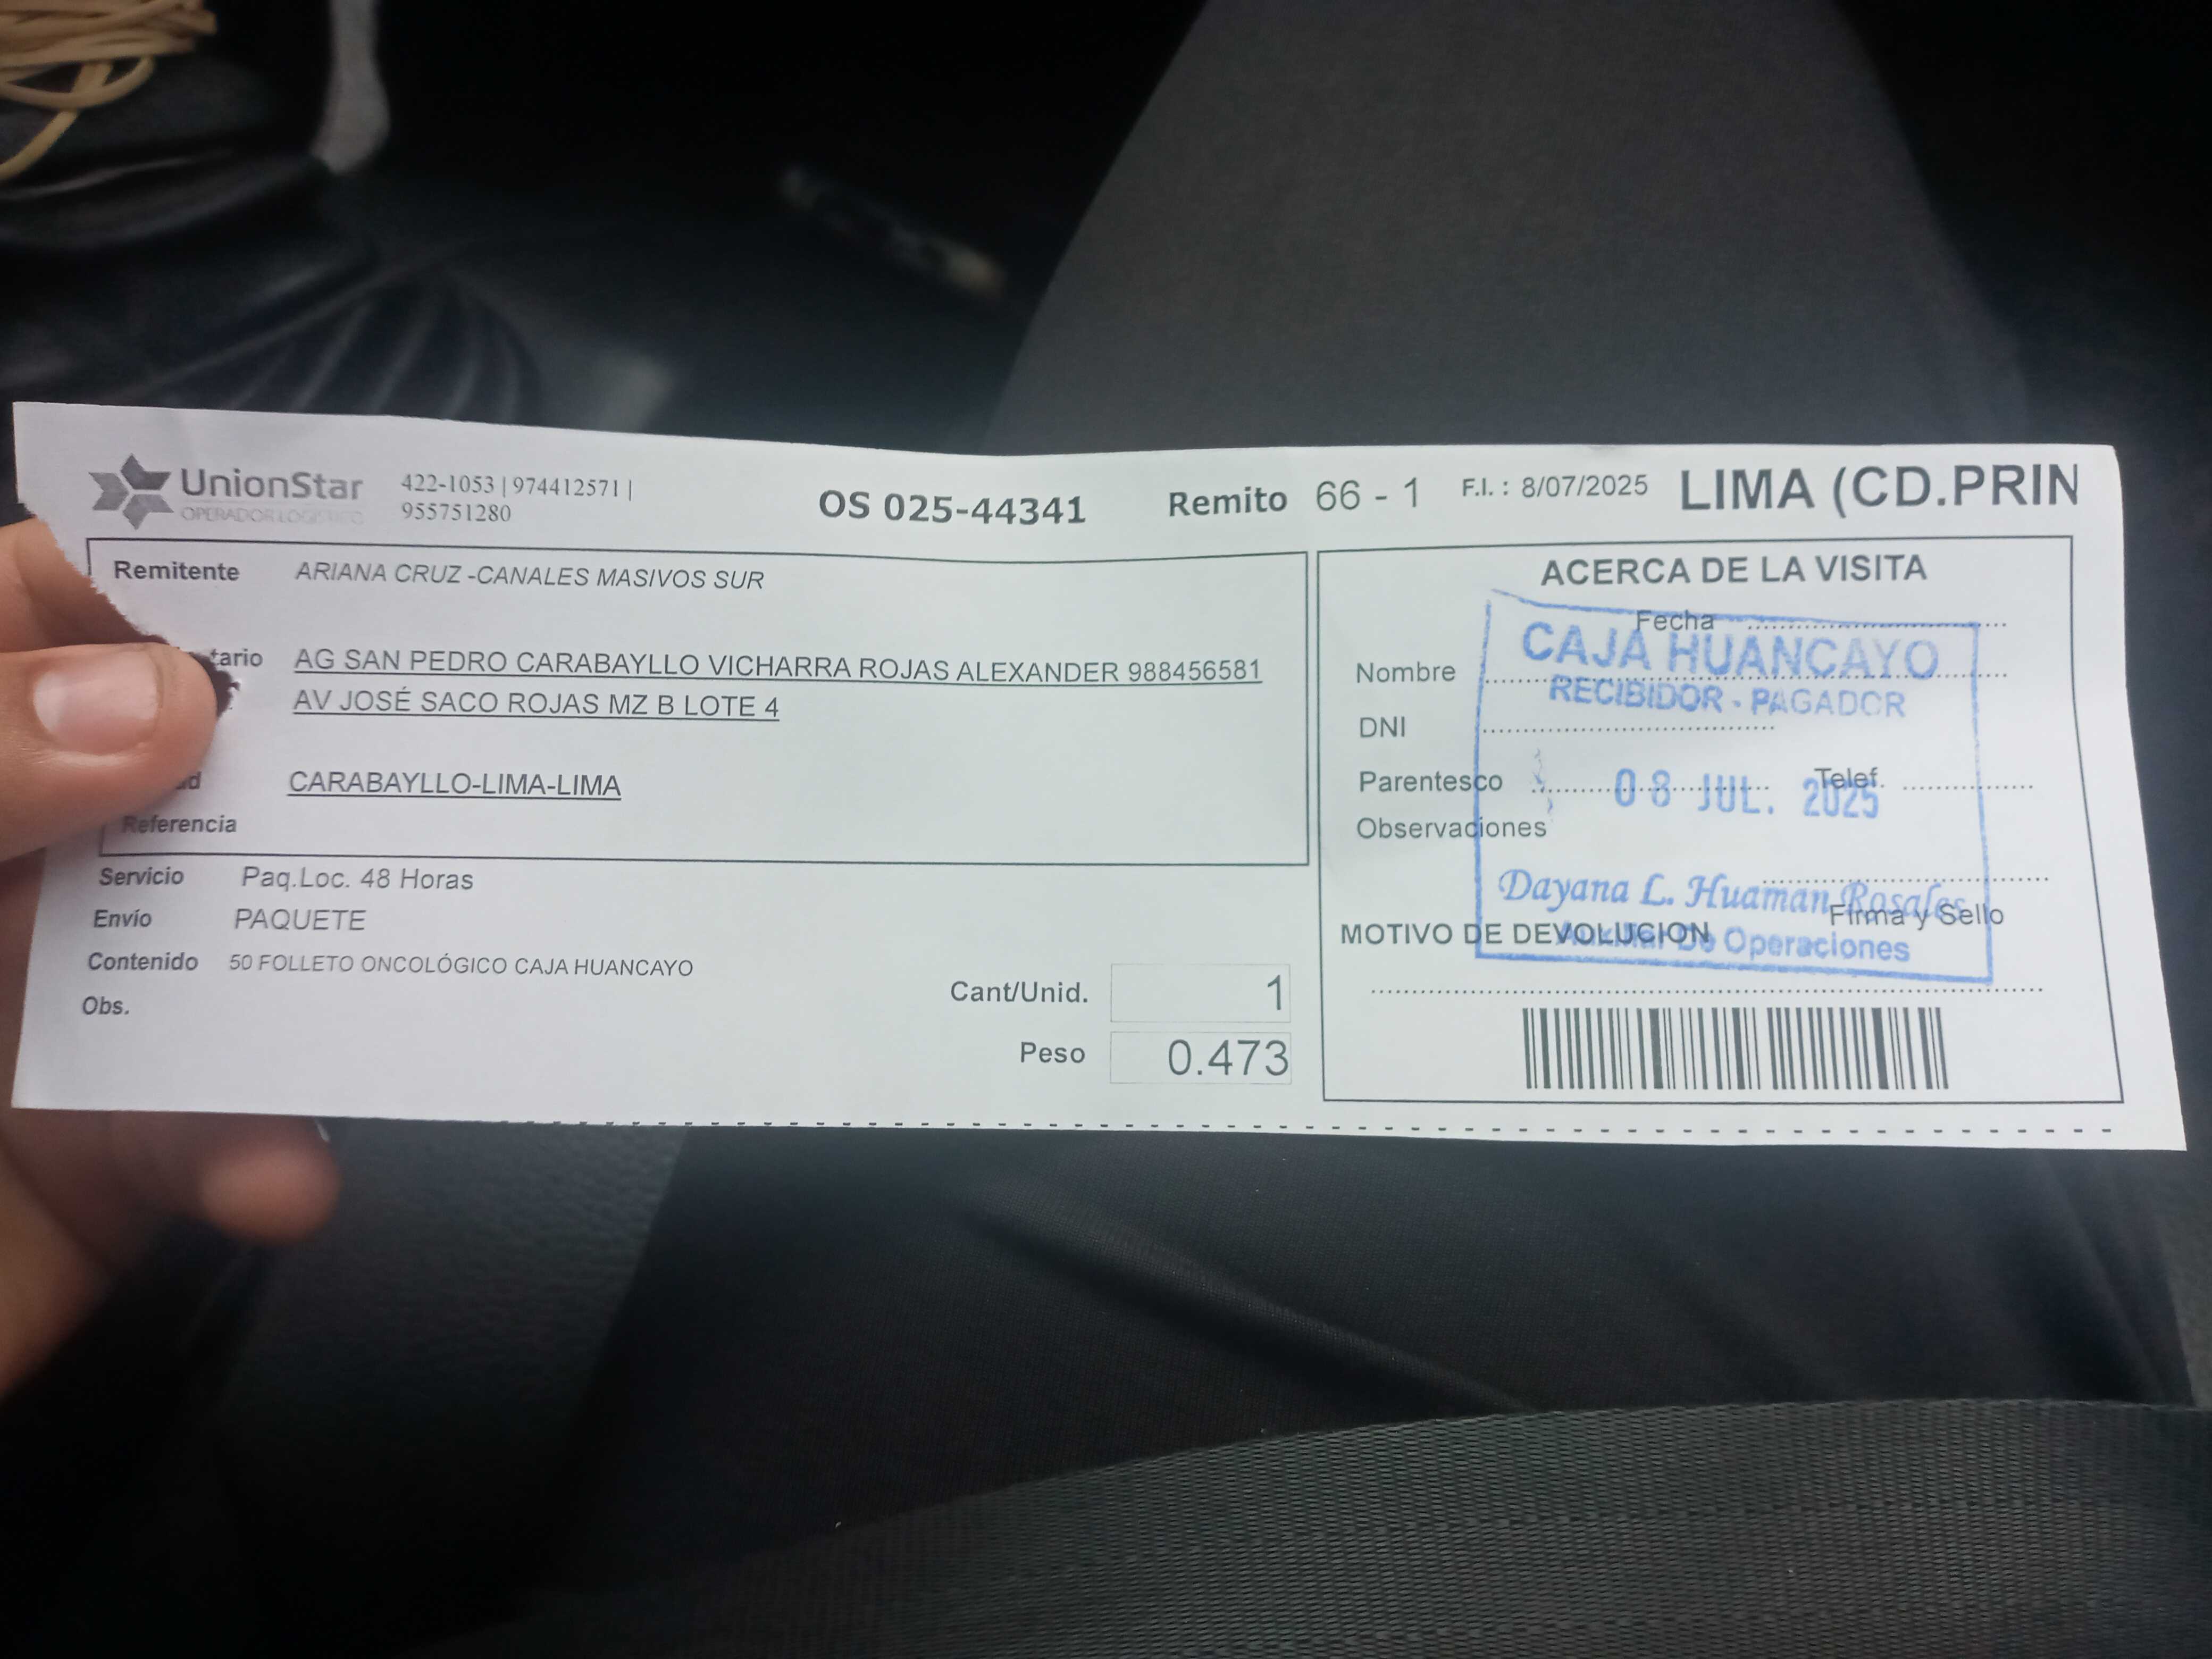 UnionStar
OPERADOR LOGISTICO
422-1053 | 974412571 |
955751280
OS 025-44341
Remito 66 - 1
F.I. : 8/07/2025
LIMA (CD.PRIN
Remitente ARIANA CRUZ -CANALES MASIVOS SUR
tario AG SAN PEDRO CARABAYLLO VICHARRA ROJAS ALEXANDER 988456581
AV JOSÉ SACO ROJAS MZ B LOTE 4
d CARABAYLLO-LIMA-LIMA
Referencia
Servicio Paq.Loc. 48 Horas
Envío PAQUETE
Contenido 50 FOLLETO ONCOLÓGICO CAJA HUANCAYO
Obs.
Cant/Unid. 1
Peso 0.473
ACERCA DE LA VISITA
Fecha
Nombre
DNI
Parentesco Telef.
Observaciones
Firma y Sello
MOTIVO DE DEVOLUCION
CAJA HUANCAYO
RECIBIDOR - PAGADOR
08 JUL. 2025
Dayana L. Huaman Rosales
Auxiliar De Operaciones